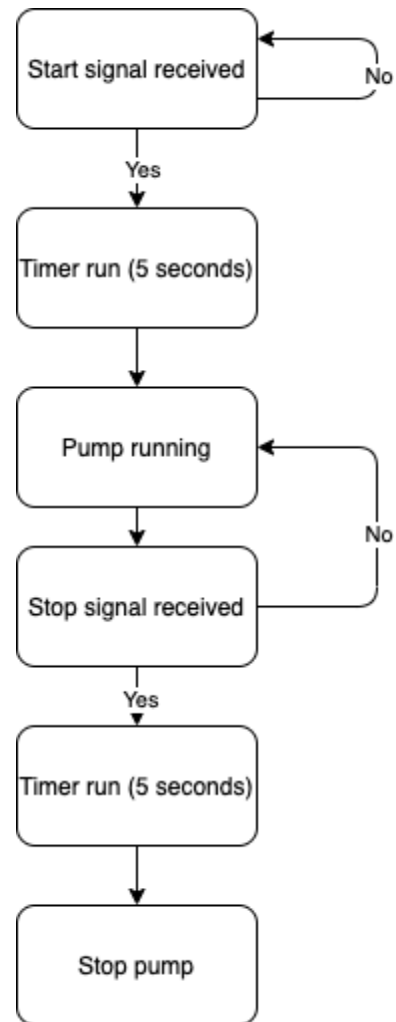 Start signal received
No
Yes
Timer run (5 seconds)
Pump running
No
Stop signal received
Yes
Timer run (5 seconds)
Stop pump